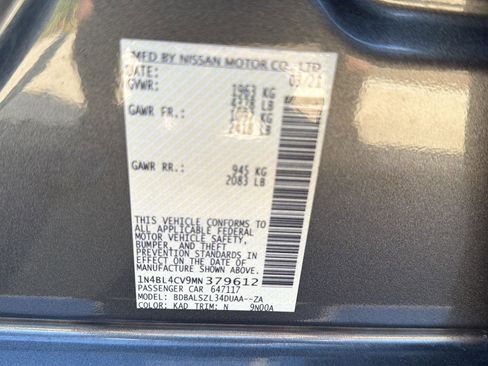 MFD BY NISSAN MOTOR CO., LTD
DATE: 03/21
GVWR: 1963 KG
4328 LB
GAWR FR.: KG
2418 LB
GAWR RR.: 945 KG
2083 LB
THIS VEHICLE CONFORMS TO
ALL APPLICABLE FEDERAL
MOTOR VEHICLE SAFETY,
BUMPER, AND THEFT
PREVENTION STANDARDS IN
EFFECT ON THE DATE OF
MANUFACTURE SHOWN ABOVE.
1N4BL4CV9MN379612
PASSENGER CAR 647117
MODEL: BDBALSZL34DUAA--ZA
COLOR: KAD TRIM: N 9N00A